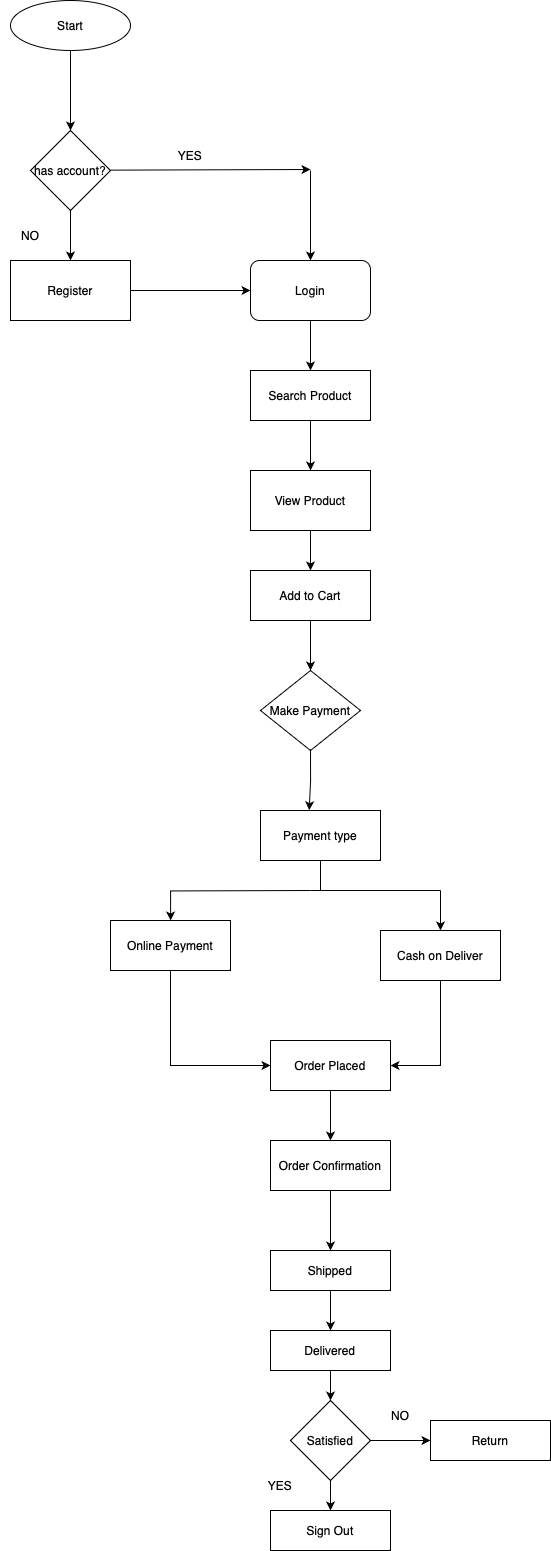 Start
has account?
YES
NO
Register
Login
Search Product
View Product
Add to Cart
Make Payment
Payment type
Online Payment
Cash on Deliver
Order Placed
Order Confirmation
Shipped
Delivered
Satisfied
NO
Return
YES
Sign Out